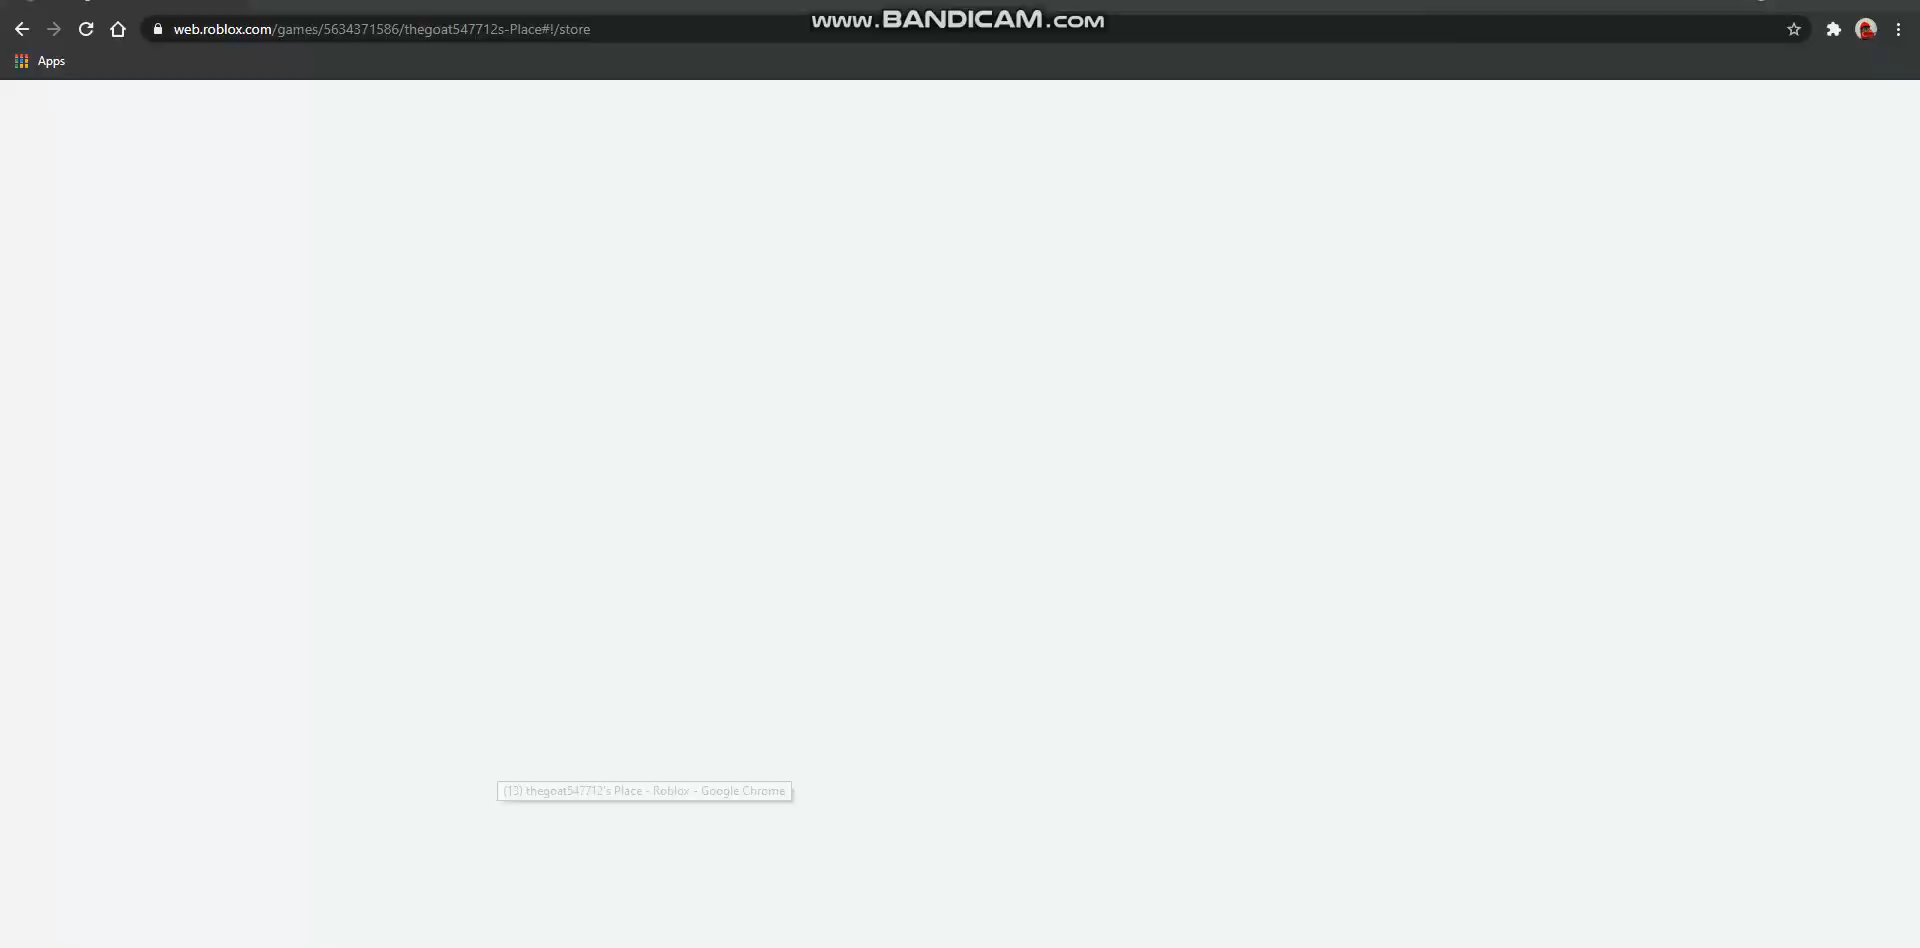 www.BANDICAM.com
web.roblox.com/games/5634371586/thegoat547712s-Place#!/store
Apps
(13) thegoat547712's Place - Roblox - Google Chrome